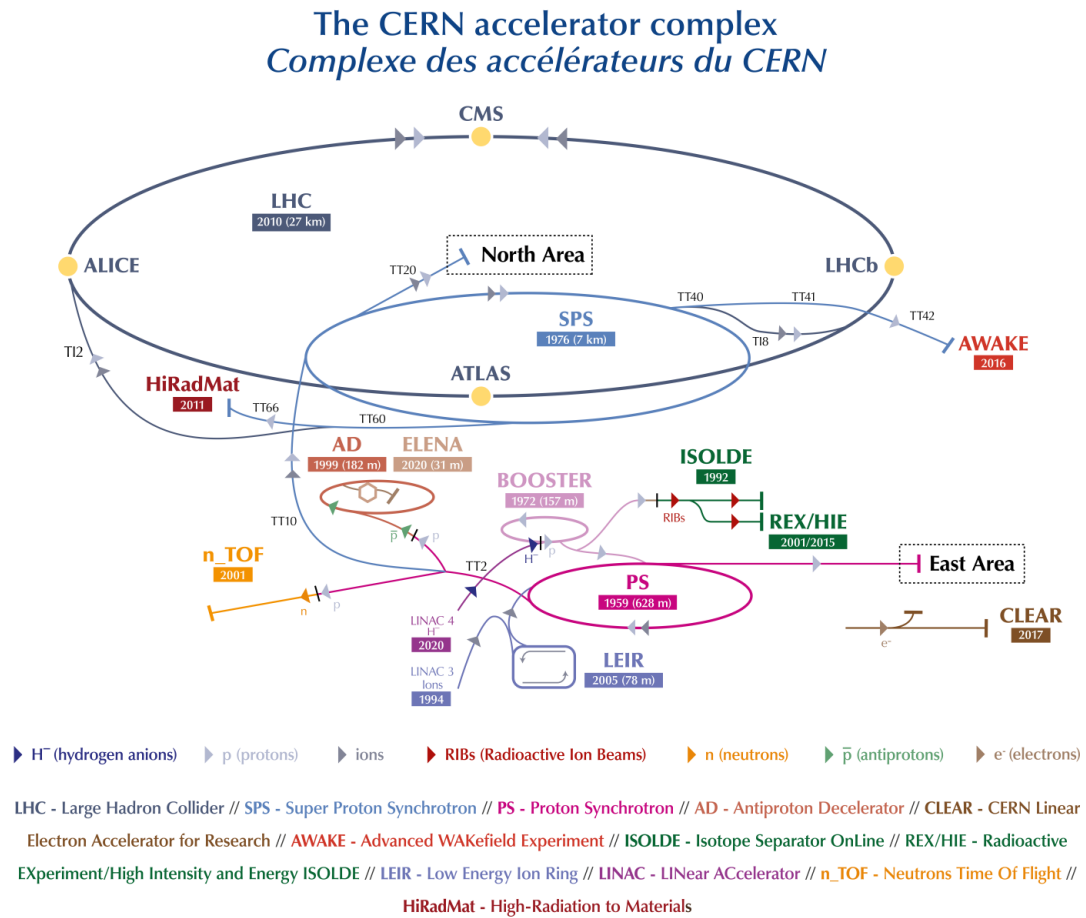 The CERN accelerator complex
Complexe des accélérateurs du CERN
CMS
LHC
2010 (27 km)
North Area
TT20
ALICE
LHCb
TT40
TT41
TT42
SPS
1976 (7 km)
TI8
AWAKE
2016
TI2
ATLAS
HiRadMat
2011
TT66
TT60
AD
1999 (182 m)
ELENA
2020 (31 m)
ISOLDE
1992
BOOSTER
1972 (157 m)
RIBs
REX/HIE
2001/2015
TT10
p̅
p
H⁻
p
n_TOF
2001
TT2
East Area
PS
1959 (628 m)
n
p
LINAC 4
H⁻
2020
CLEAR
2017
e⁻
LINAC 3
Ions
1994
LEIR
2005 (78 m)
H⁻ (hydrogen anions)
p (protons)
ions
RIBs (Radioactive Ion Beams)
n (neutrons)
p̅ (antiprotons)
e⁻ (electrons)
LHC - Large Hadron Collider // SPS - Super Proton Synchrotron // PS - Proton Synchrotron // AD - Antiproton Decelerator // CLEAR - CERN Linear
Electron Accelerator for Research // AWAKE - Advanced WAKefield Experiment // ISOLDE - Isotope Separator OnLine // REX/HIE - Radioactive
EXperiment/High Intensity and Energy ISOLDE // LEIR - Low Energy Ion Ring // LINAC - LINear ACcelerator // n_TOF - Neutrons Time Of Flight //
HiRadMat - High-Radiation to Materials